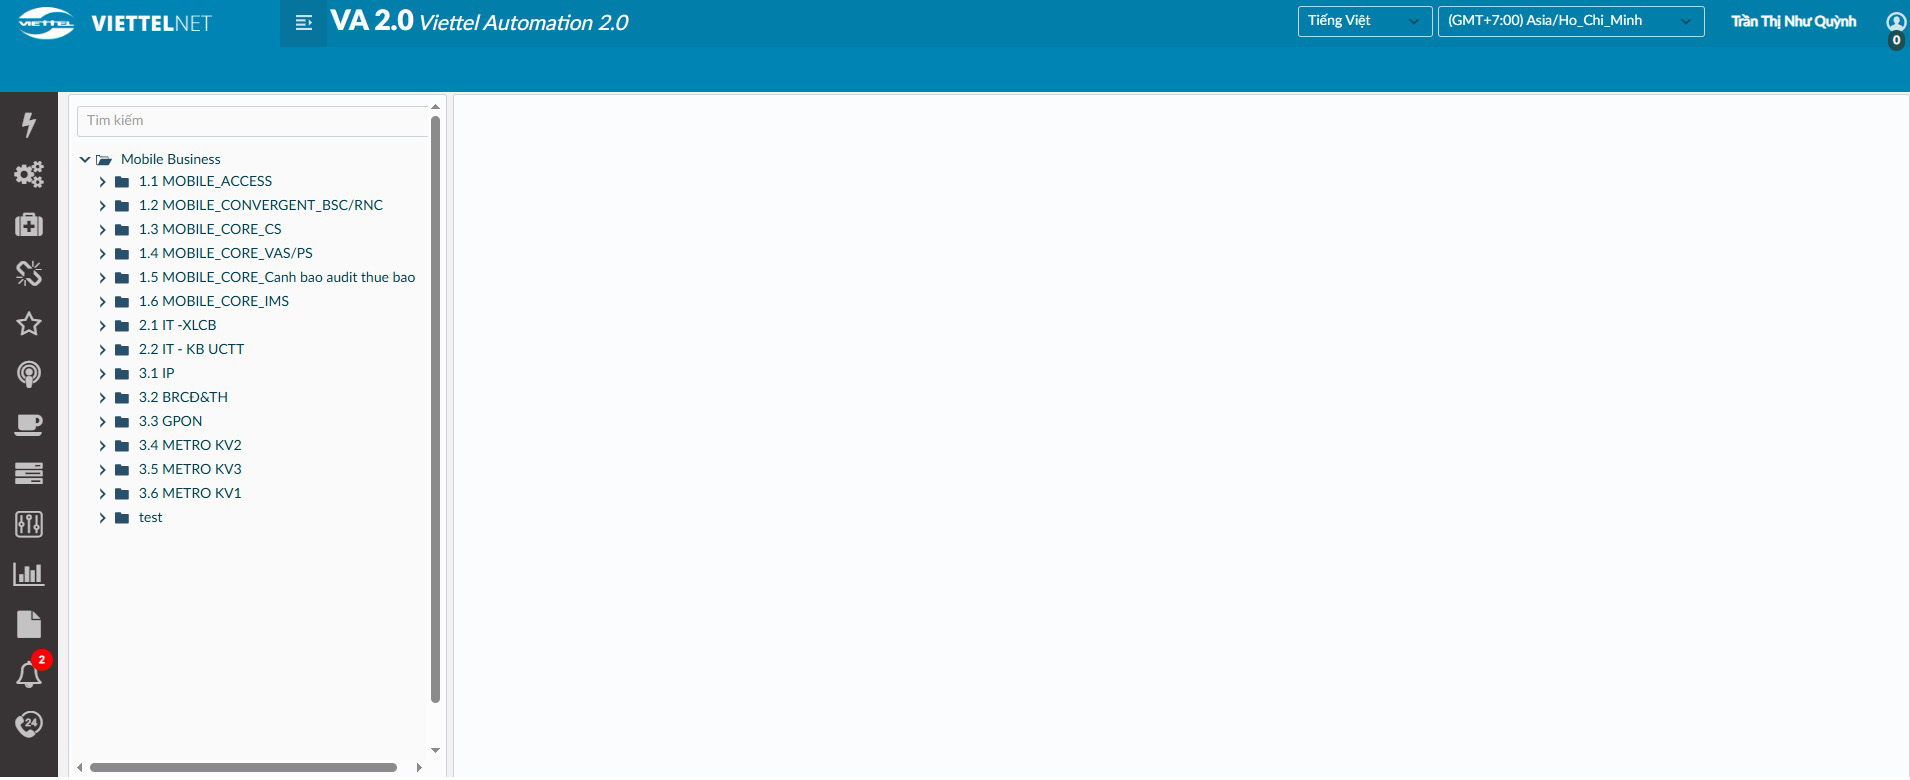 VIETTEL VIETTELNET
VA 2.0 Viettel Automation 2.0
Tiếng Việt
(GMT+7:00) Asia/Ho_Chi_Minh
Trần Thị Như Quỳnh
0
Tìm kiếm
Mobile Business
1.1 MOBILE_ACCESS
1.2 MOBILE_CONVERGENT_BSC/RNC
1.3 MOBILE_CORE_CS
1.4 MOBILE_CORE_VAS/PS
1.5 MOBILE_CORE_Canh bao audit thue bao
1.6 MOBILE_CORE_IMS
2.1 IT -XLCB
2.2 IT - KB UCTT
3.1 IP
3.2 BRCĐ&TH
3.3 GPON
3.4 METRO KV2
3.5 METRO KV3
3.6 METRO KV1
test
2
24